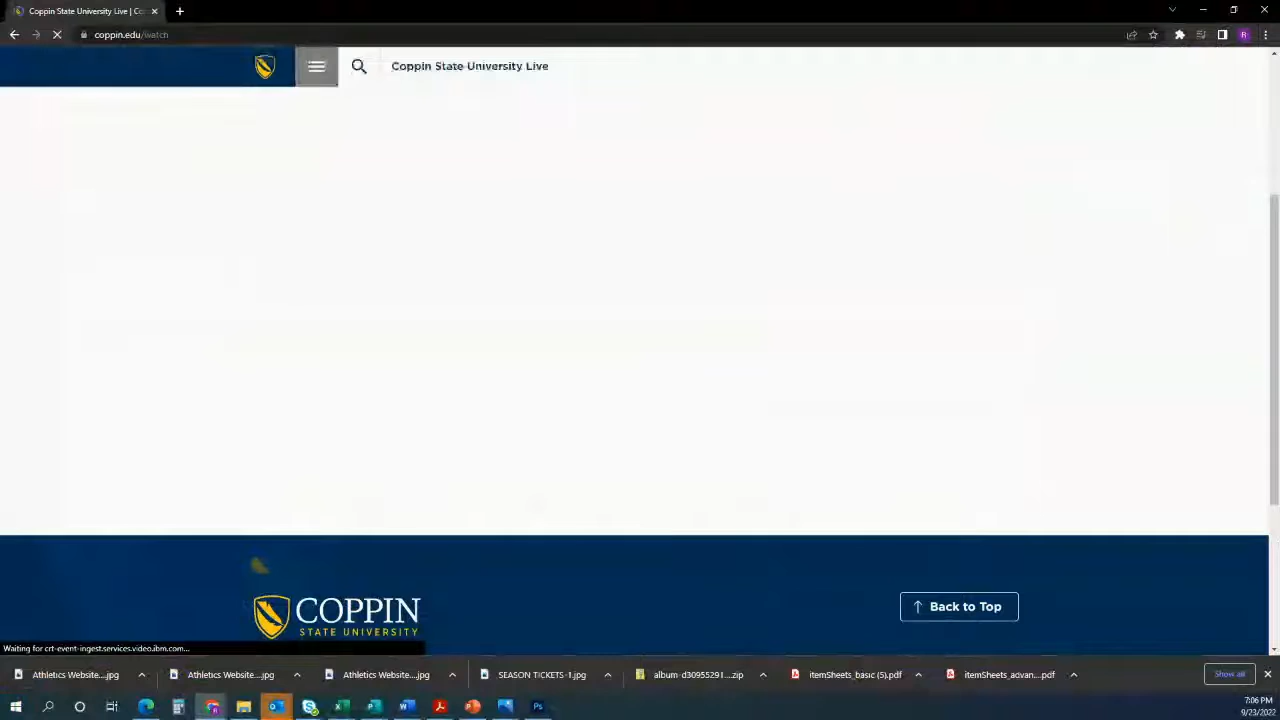 Coppin State University Live | Co
coppin.edu/watch
R
Coppin State University Live
COPPIN
STATE UNIVERSITY
Back to Top
Waiting for crt-event-ingest.services.video.ibm.com...
Athletics Website....jpg
Athletics Website....jpg
Athletics Website....jpg
SEASON TICKETS-1.jpg
album-d30955291....zip
itemSheets_basic (5).pdf
itemSheets_advan....pdf
Show all
7:06 PM
9/23/2022